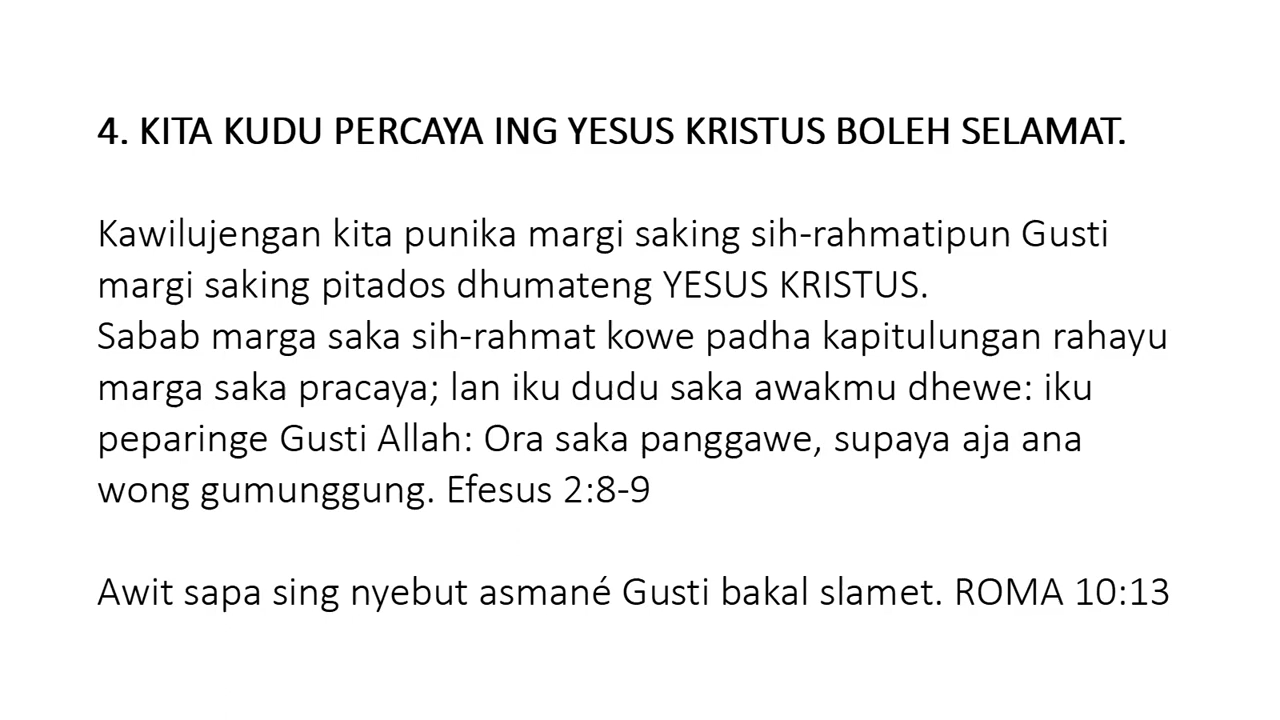 4. KITA KUDU PERCAYA ING YESUS KRISTUS BOLEH SELAMAT.
Kawilujengan kita punika margi saking sih-rahmatipun Gusti
margi saking pitados dhumateng YESUS KRISTUS.
Sabab marga saka sih-rahmat kowe padha kapitulungan rahayu
marga saka pracaya; lan iku dudu saka awakmu dhewe: iku
peparinge Gusti Allah: Ora saka panggawe, supaya aja ana
wong gumunggung. Efesus 2:8-9
Awit sapa sing nyebut asmané Gusti bakal slamet. ROMA 10:13